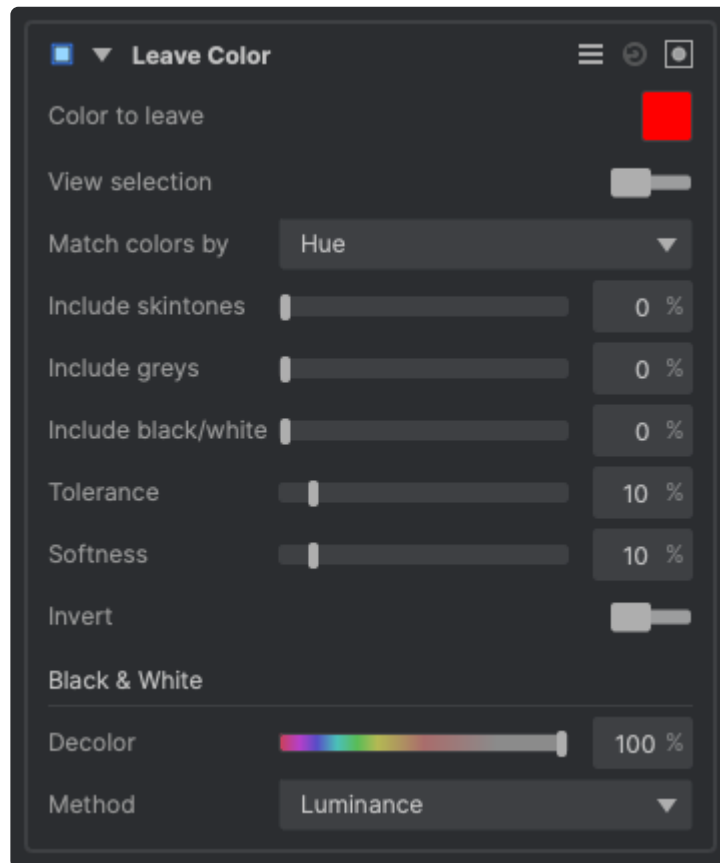 Leave Color
Color to leave
View selection
Match colors by Hue
Include skintones 0 %
Include greys 0 %
Include black/white 0 %
Tolerance 10 %
Softness 10 %
Invert
Black & White
Decolor 100 %
Method Luminance